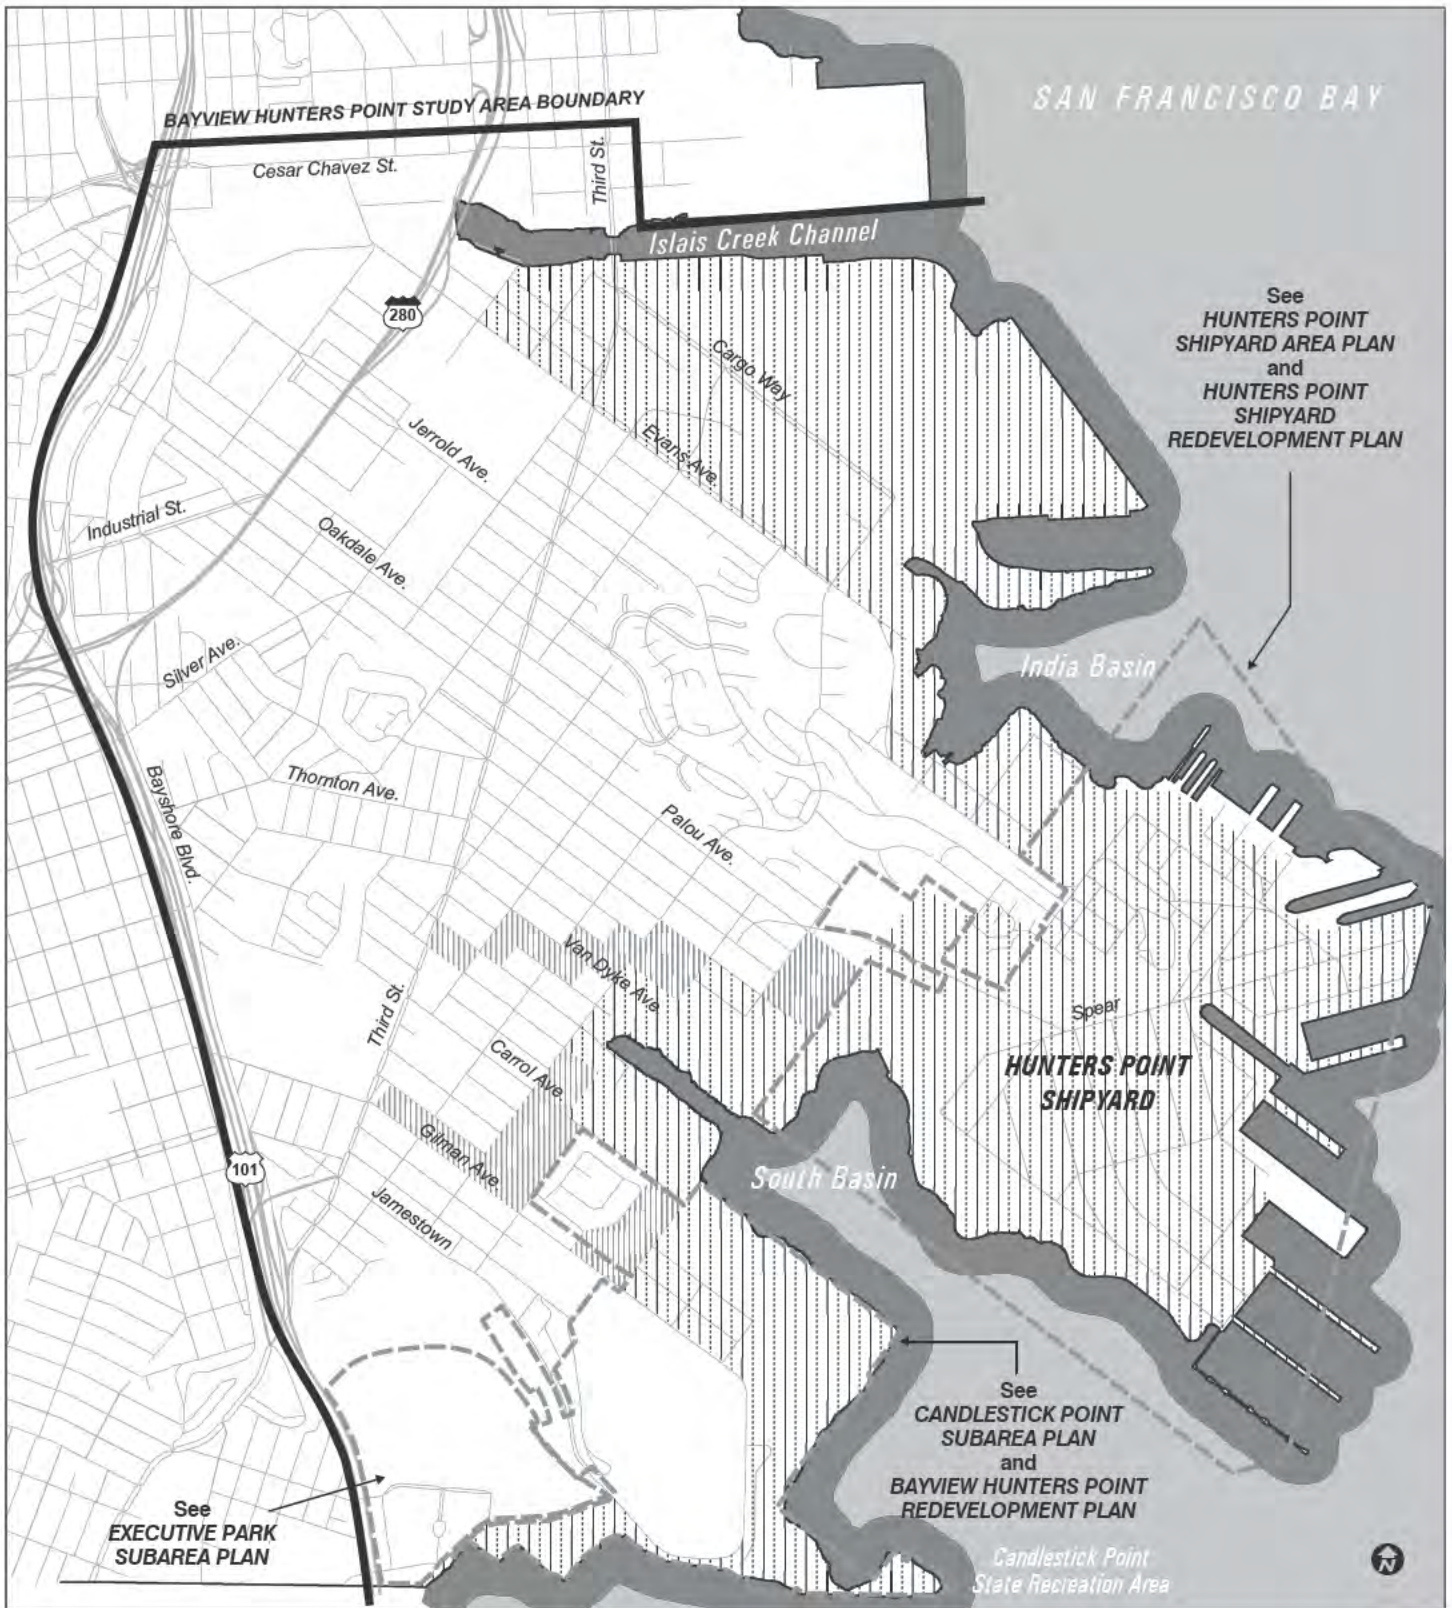 SAN FRANCISCO BAY
BAYVIEW HUNTERS POINT STUDY AREA BOUNDARY
Cesar Chavez St.
Third St.
Islais Creek Channel
280
See
HUNTERS POINT
SHIPYARD AREA PLAN
and
HUNTERS POINT
SHIPYARD
REDEVELOPMENT PLAN
Cargo Way
Evans Ave.
Jerrold Ave.
Industrial St.
Oakdale Ave.
Silver Ave.
India Basin
Thornton Ave.
Bayshore Blvd.
Palou Ave.
Van Dyke Ave
Third St.
Spear
Carrol Ave.
HUNTERS POINT
SHIPYARD
Gilman Ave
101
South Basin
Jamestown
See
CANDLESTICK POINT
SUBAREA PLAN
and
BAYVIEW HUNTERS POINT
REDEVELOPMENT PLAN
See
EXECUTIVE PARK
SUBAREA PLAN
Candlestick Point
State Recreation Area
N